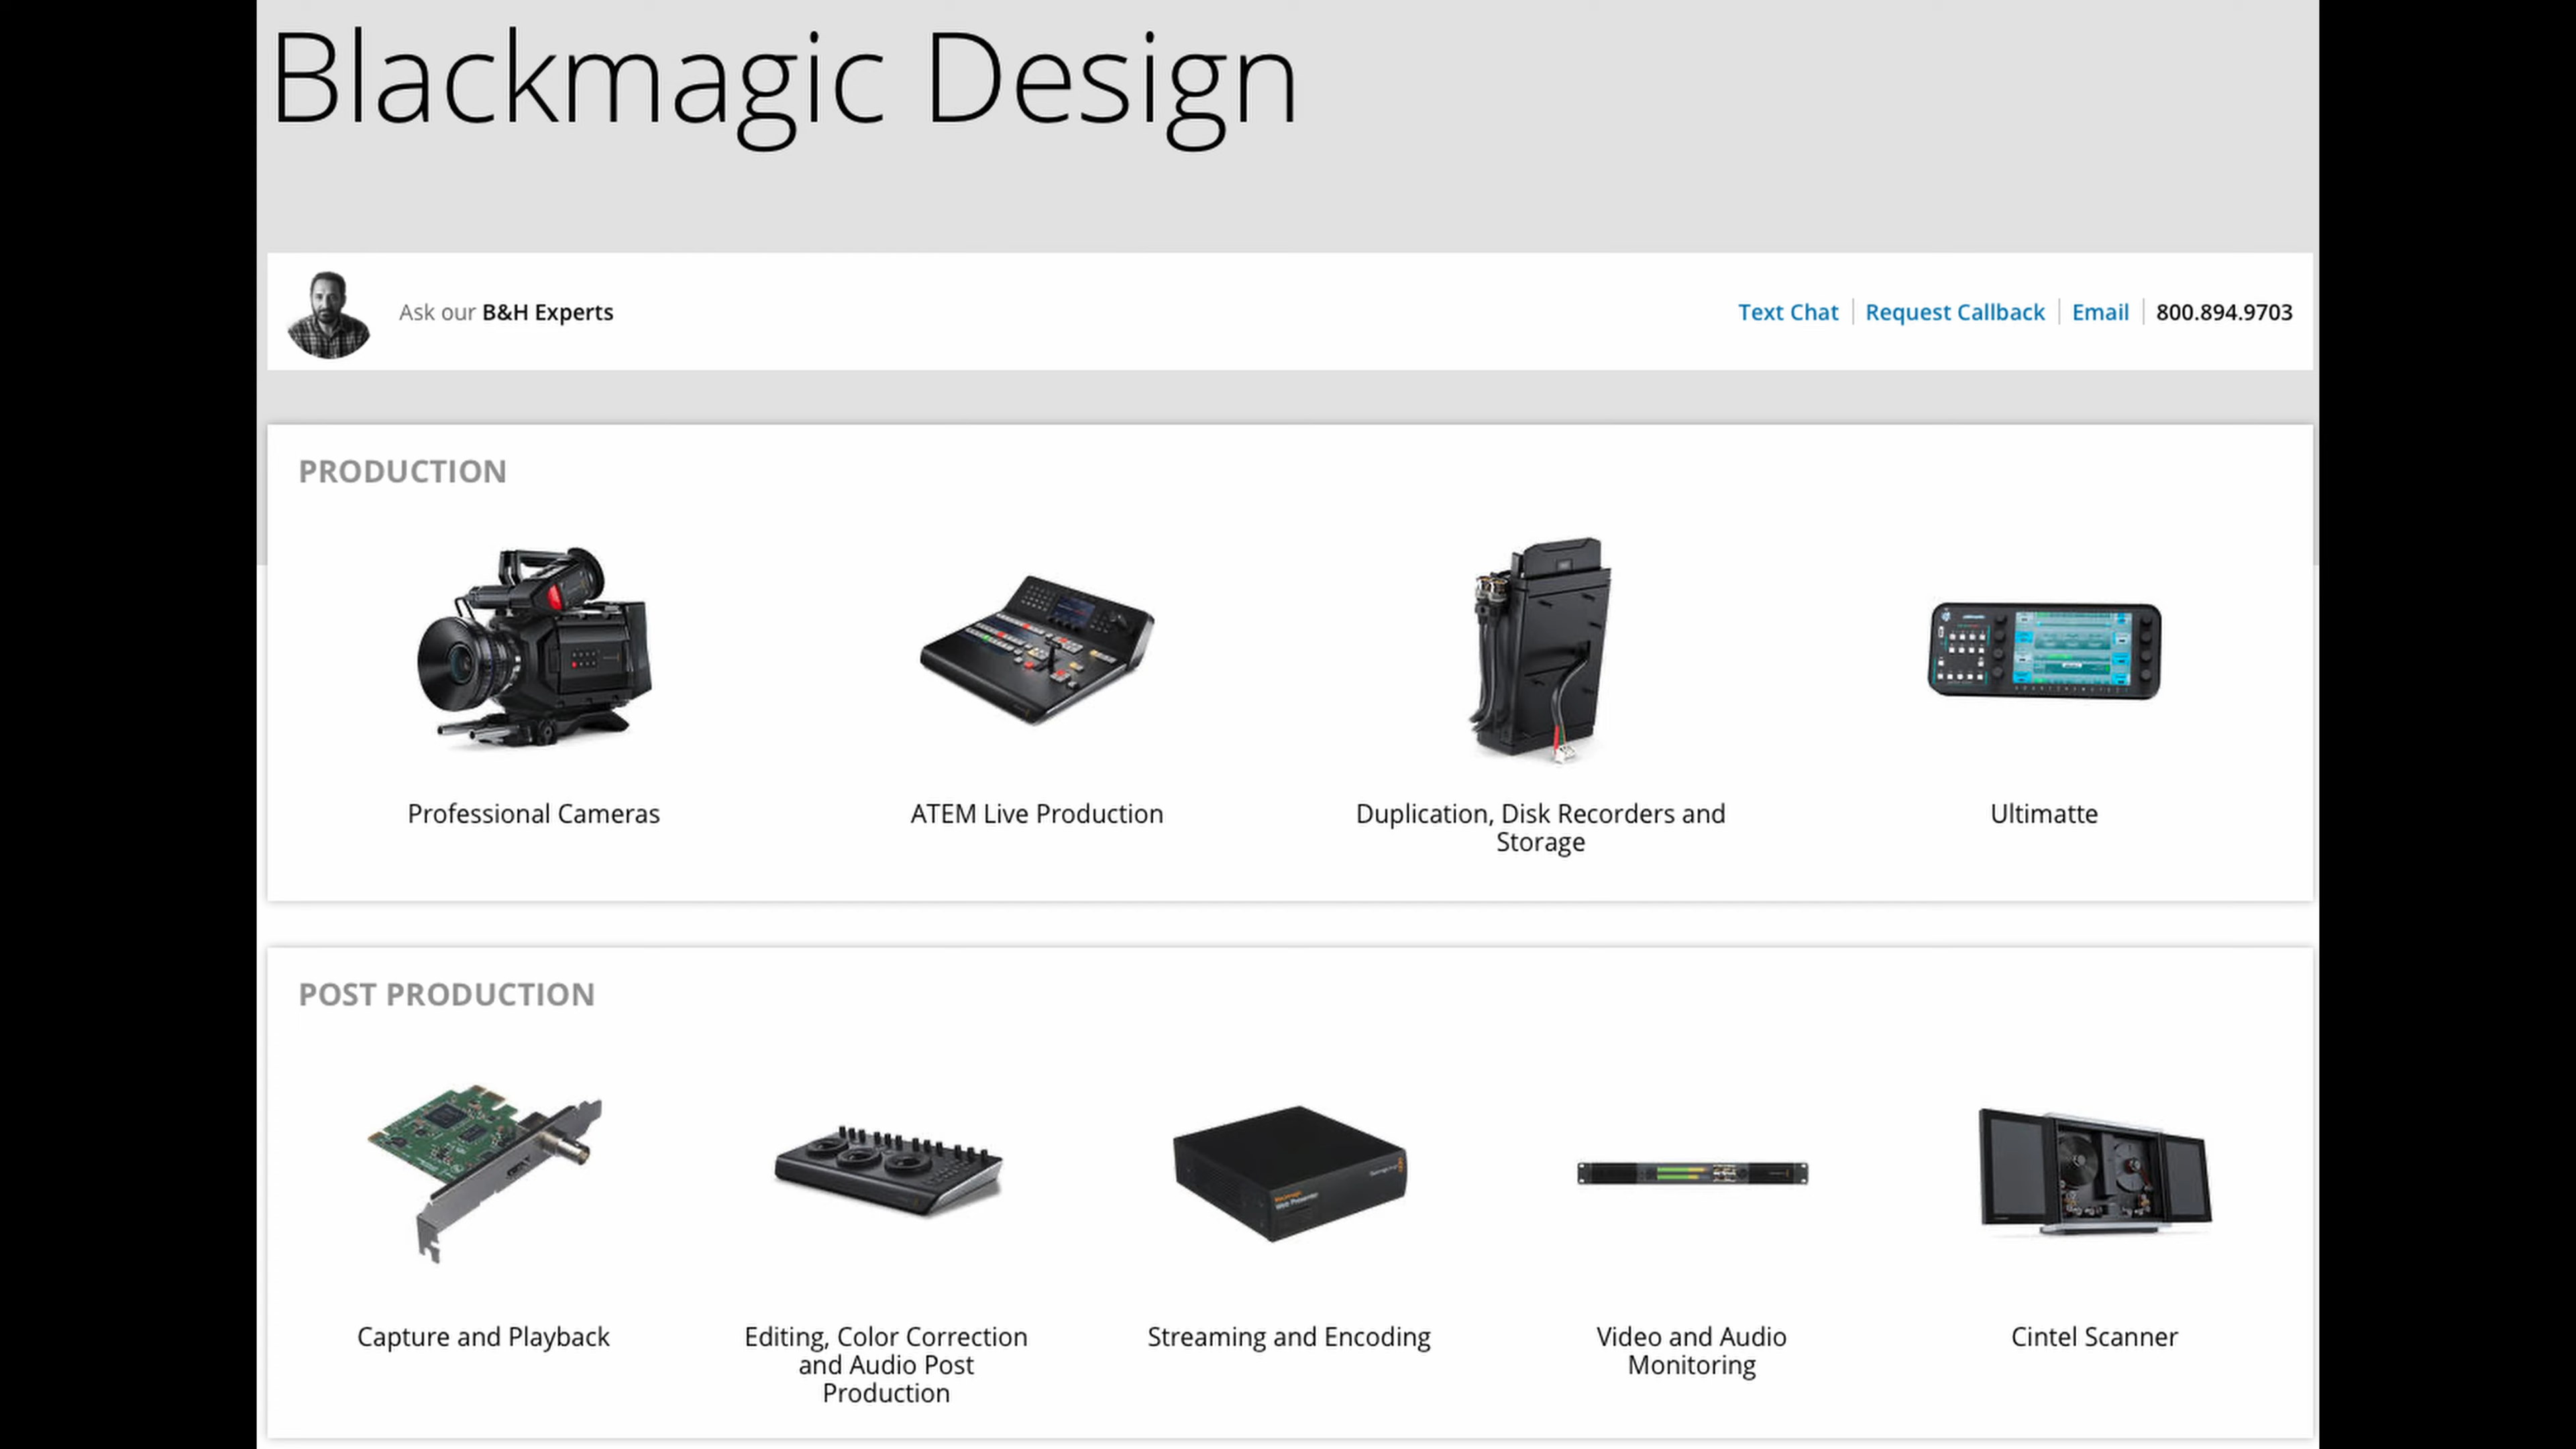 Blackmagic Design
Ask our B&H Experts
Text Chat
Request Callback
Email
800.894.9703
PRODUCTION
Professional Cameras
ATEM Live Production
Duplication, Disk Recorders and
Storage
Ultimatte
POST PRODUCTION
Capture and Playback
Editing, Color Correction
and Audio Post
Production
Streaming and Encoding
Video and Audio
Monitoring
Cintel Scanner